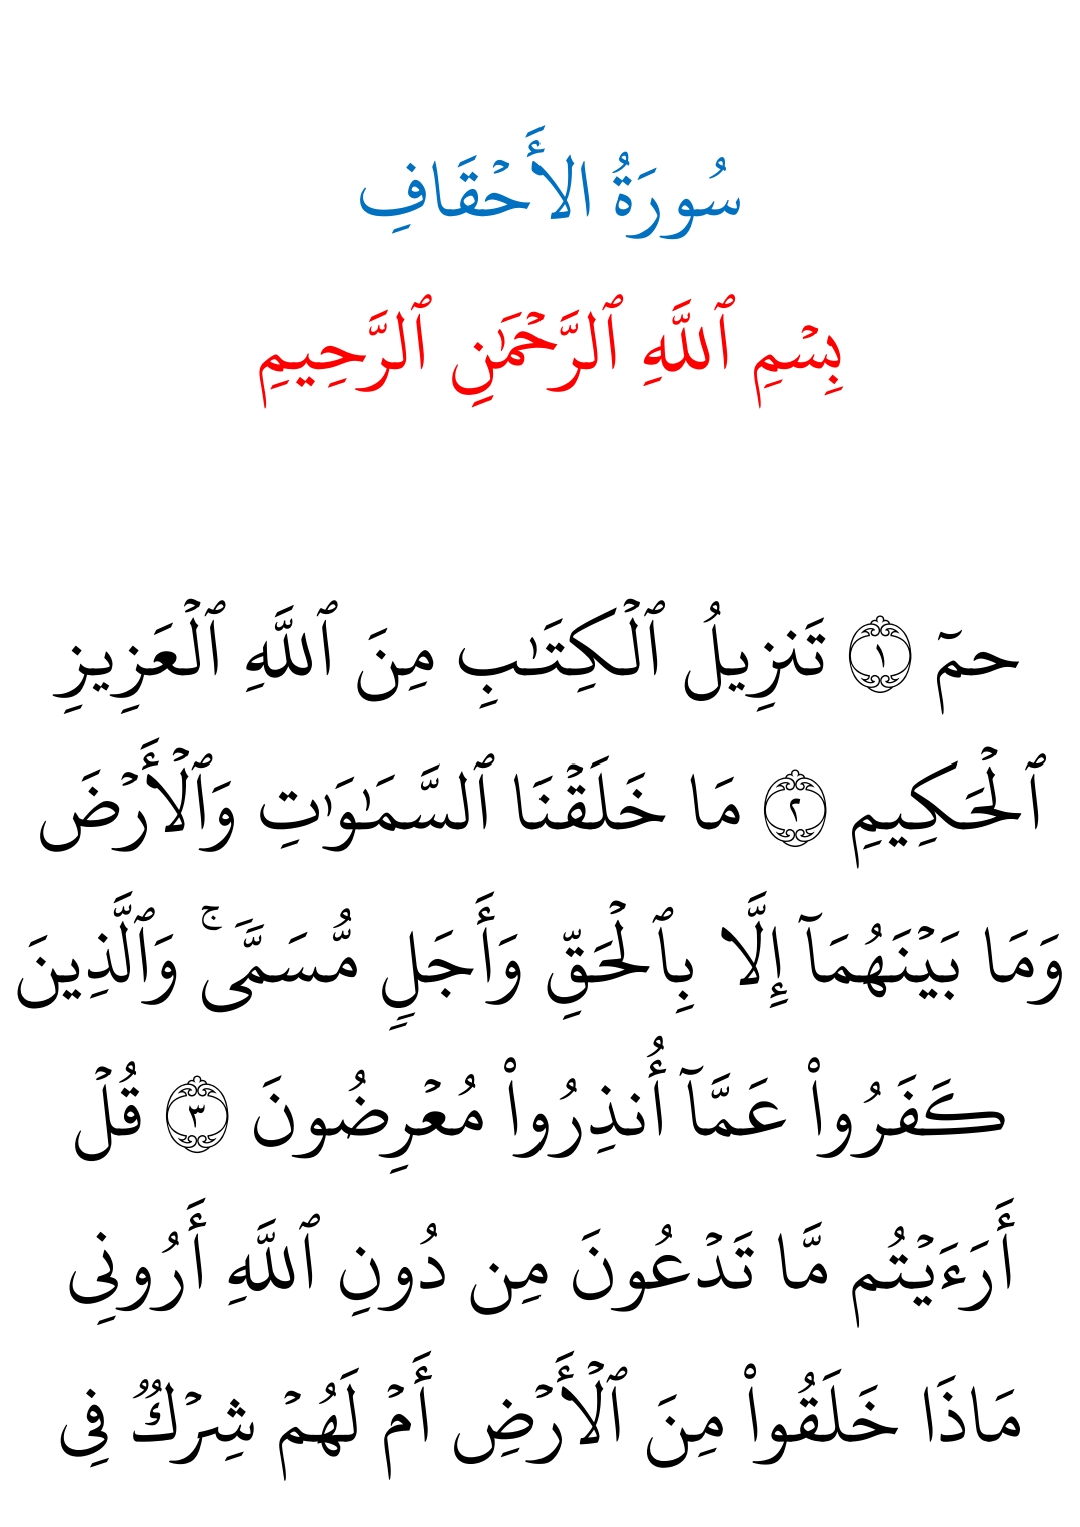 سُورَةُ الأَحۡقَافِ
بِسۡمِ ٱللَّهِ ٱلرَّحۡمَٰنِ ٱلرَّحِيمِ
حمٓ ١ تَنزِيلُ ٱلۡكِتَٰبِ مِنَ ٱللَّهِ ٱلۡعَزِيزِ
ٱلۡحَكِيمِ ٢ مَا خَلَقۡنَا ٱلسَّمَٰوَٰتِ وَٱلۡأَرۡضَ
وَمَا بَيۡنَهُمَآ إِلَّا بِٱلۡحَقِّ وَأَجَلٖ مُّسَمّٗىۚ وَٱلَّذِينَ
كَفَرُواْ عَمَّآ أُنذِرُواْ مُعۡرِضُونَ ٣ قُلۡ
أَرَءَيۡتُم مَّا تَدۡعُونَ مِن دُونِ ٱللَّهِ أَرُونِي
مَاذَا خَلَقُواْ مِنَ ٱلۡأَرۡضِ أَمۡ لَهُمۡ شِرۡكٞ فِي